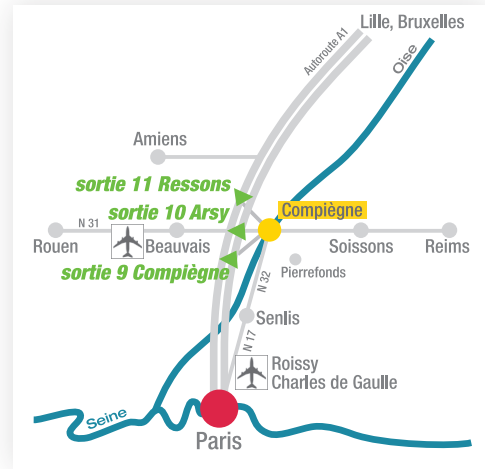 Lille, Bruxelles
Autoroute A1
Oise
Amiens
sortie 11 Ressons
sortie 10 Arsy
Compiègne
N 31
Rouen
Beauvais
Soissons
Reims
sortie 9 Compiègne
Pierrefonds
N 32
Senlis
N 17
Roissy
Charles de Gaulle
Seine
Paris